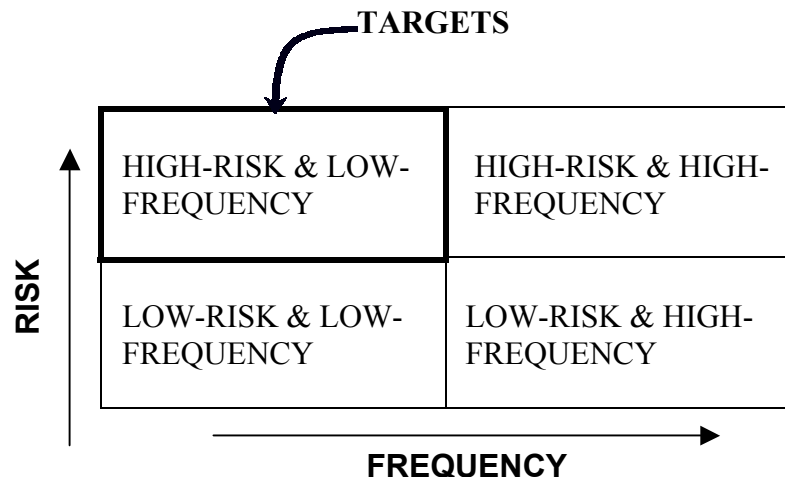 TARGETS
HIGH-RISK & LOW-
FREQUENCY
HIGH-RISK & HIGH-
FREQUENCY
RISK
LOW-RISK & LOW-
FREQUENCY
LOW-RISK & HIGH-
FREQUENCY
FREQUENCY